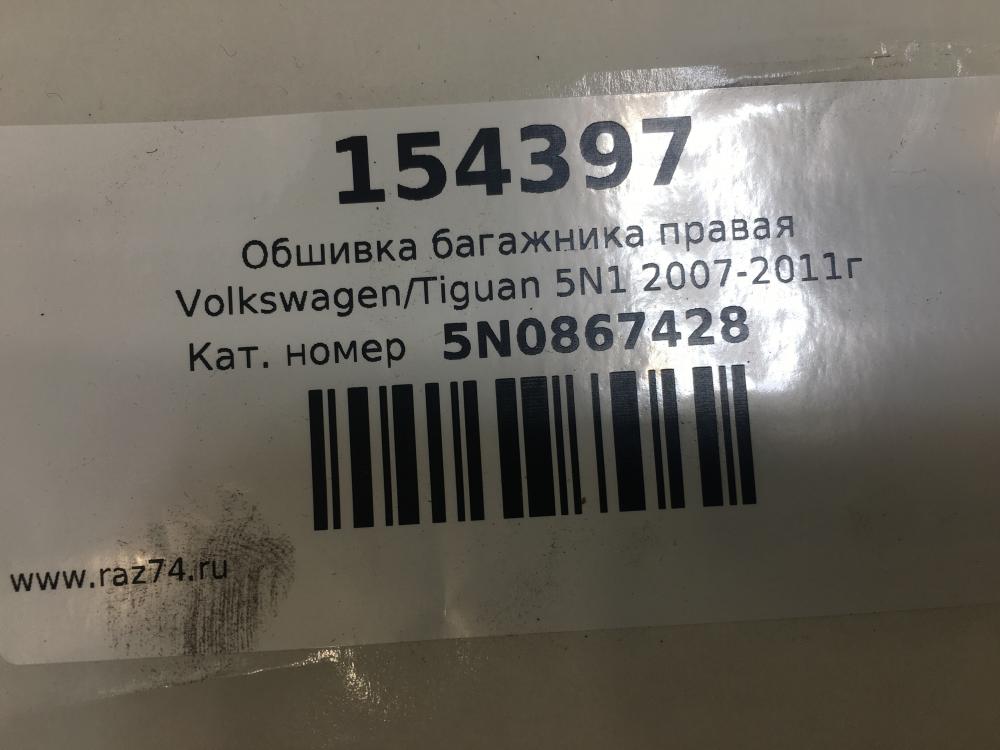 154397
Обшивка багажника правая
Volkswagen/Tiguan 5N1 2007-2011г
Кат. номер 5N0867428
www.raz74.ru